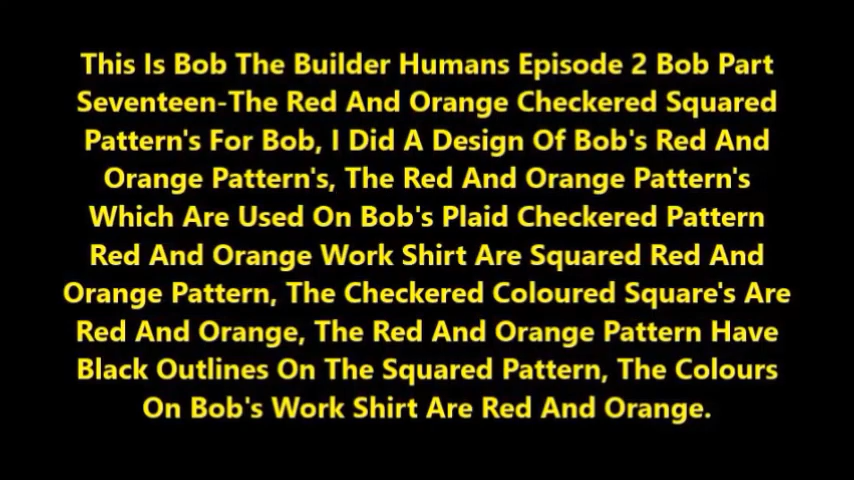 This Is Bob The Builder Humans Episode 2 Bob Part
Seventeen-The Red And Orange Checkered Squared
Pattern's For Bob, I Did A Design Of Bob's Red And
Orange Pattern's, The Red And Orange Pattern's
Which Are Used On Bob's Plaid Checkered Pattern
Red And Orange Work Shirt Are Squared Red And
Orange Pattern, The Checkered Coloured Square's Are
Red And Orange, The Red And Orange Pattern Have
Black Outlines On The Squared Pattern, The Colours
On Bob's Work Shirt Are Red And Orange.